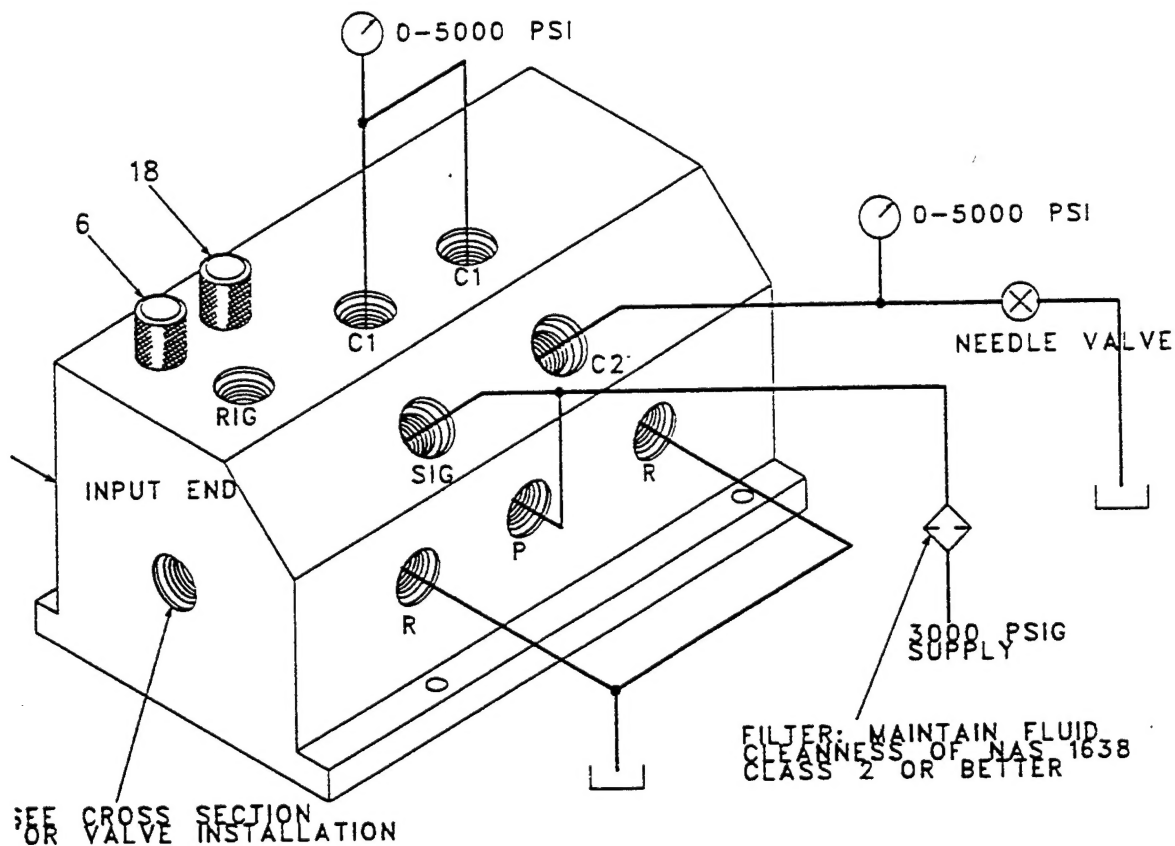 0-5000 PSI
18
6
0-5000 PSI
C1
C1
NEEDLE VALVE
C2
RIG
SIG
R
INPUT END
P
R
3000 PSIG
SUPPLY
FILTER: MAINTAIN FLUID
CLEANNESS OF NAS 1638
CLASS 2 OR BETTER
SEE CROSS SECTION
OR VALVE INSTALLATION